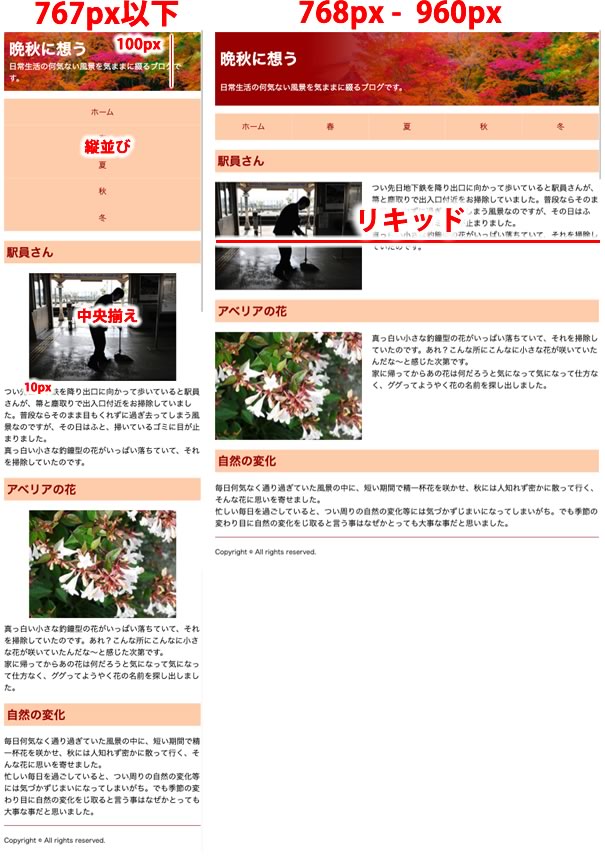 767px以下
晩秋に想う
100px
日常生活の何気ない風景を気ままに綴るブログで
す。
ホーム
縦並び
夏
秋
冬
駅員さん
中央揃え
10px
つい 鉄を降り出口に向かって歩いていると駅員
さんが、箒と塵取りで出入口付近をお掃除していまし
た。普段ならそのまま目もくれずに過ぎ去ってしまう風
景なのですが、その日はふと、掃いているゴミに目が止
まりました。
真っ白い小さな釣鐘型の花がいっぱい落ちていて、それ
を掃除していたのです。
アベリアの花
真っ白い小さな釣鐘型の花がいっぱい落ちていて、それ
を掃除していたのです。あれ?こんな所にこんなに小さ
な花が咲いていたんだな〜と感じた次第です。
家に帰ってからあの花は何だろうと気になって気になっ
て仕方なく、ググってようやく花の名前を探し出しまし
た。
自然の変化
毎日何気なく通り過ぎていた風景の中に、短い期間で精
一杯花を咲かせ、秋には人知れず密かに散って行く、そ
んな花に思いを寄せました。
忙しい毎日を過ごしていると、つい周りの自然の変化等
には気づかずじまいになってしまいがち。でも季節の変
わり目に自然の変化をじ取ると言う事はなぜかとっても
大事な事だと思いました。
Copyright © All rights reserved.
768px - 960px
晩秋に想う
日常生活の何気ない風景を気ままに綴るブログです。
ホーム 春 夏 秋 冬
駅員さん
つい先日地下鉄を降り出口に向かって歩いていると駅員さんが、
箒と塵取りで出入口付近をお掃除していました。普段ならそのま
しまう風景なのですが、その日はふ
リキッド
止まりました。
アベリアの花
真っ白い小さな釣鐘型の花がいっぱい落ちていて、それを掃除し
ていたのです。あれ?こんな所にこんなに小さな花が咲いていた
んだな〜と感じた次第です。
家に帰ってからあの花は何だろうと気になって気になって仕方な
く、ググってようやく花の名前を探し出しました。
自然の変化
毎日何気なく通り過ぎていた風景の中に、短い期間で精一杯花を咲かせ、秋には人知れず密かに散って行く、
そんな花に思いを寄せました。
忙しい毎日を過ごしていると、つい周りの自然の変化等には気づかずじまいになってしまいがち。でも季節の
変わり目に自然の変化をじ取ると言う事はなぜかとっても大事な事だと思いました。
Copyright © All rights reserved.